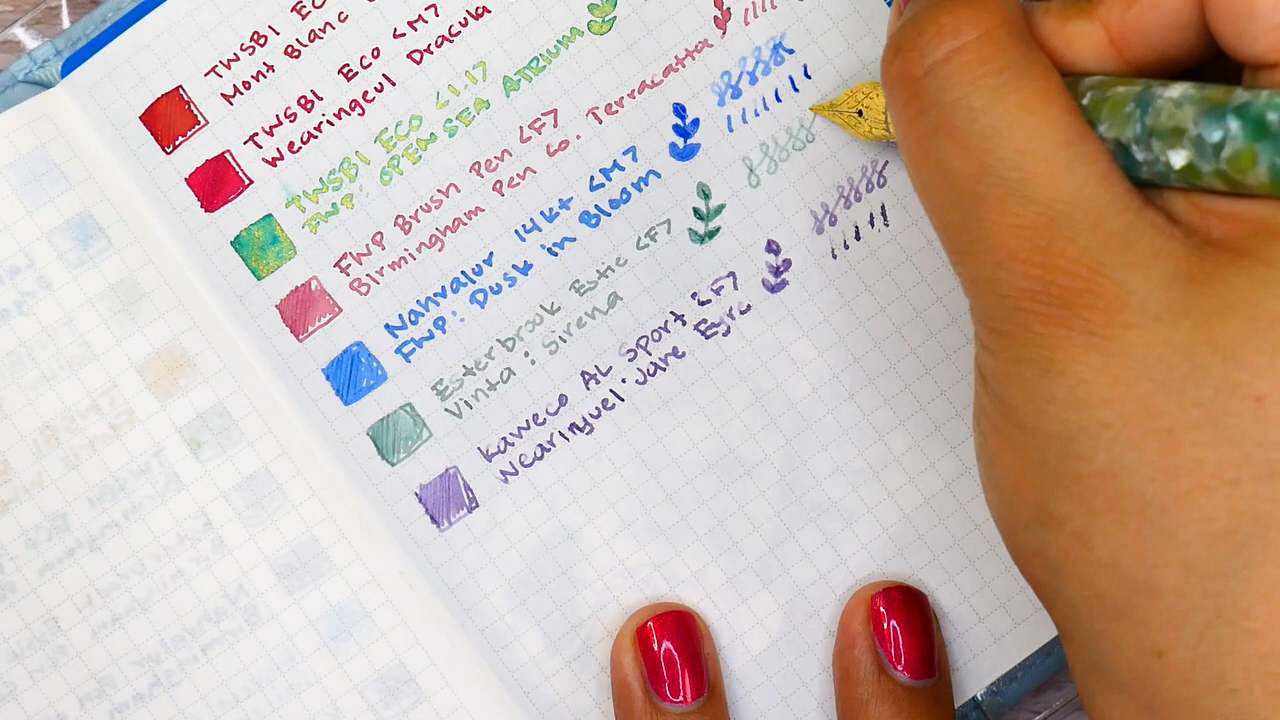 TWSBI Ec
Mont Blanc
TWSBI Eco <M7
Wearingeul Dracula
TWSBI Eco <1.17
FWP: OPEN SEA ATRIUM
FWP Brush Pen <F7
Birmingham Pen Co. Terracatta
Nahvalur 14kt <M7
FWP: Dusk in Bloom
Esterbrook Estie <F7
Vinta: Sirena
Kaweco AL Sport <F7
Wearingeul: Jane Eyre